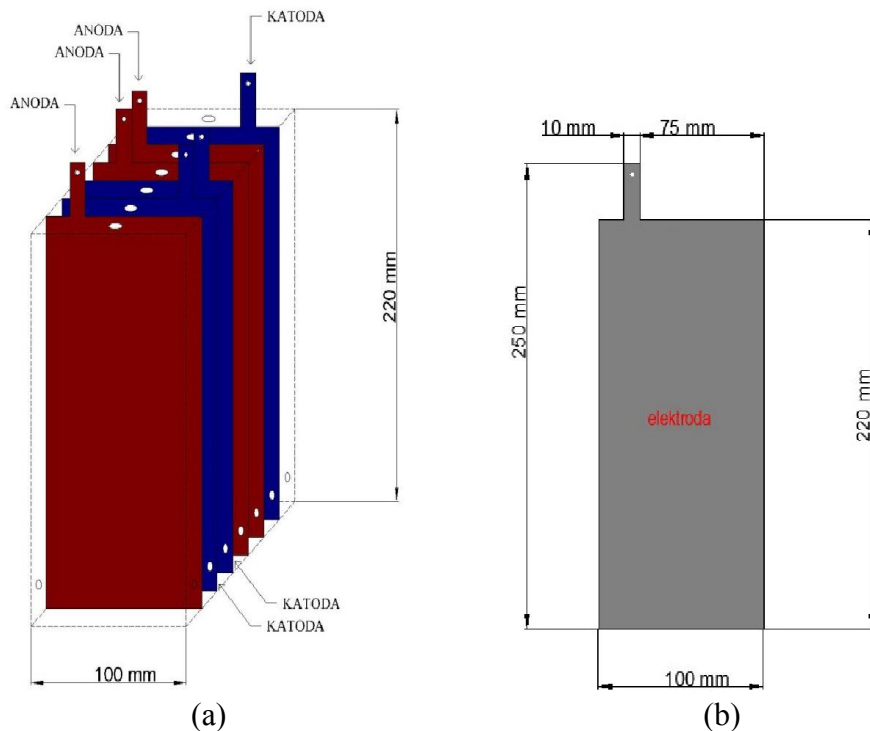 ANODA
KATODA
ANODA
ANODA
220 mm
KATODA
KATODA
100 mm
(a)
10 mm
75 mm
250 mm
elektroda
220 mm
100 mm
(b)